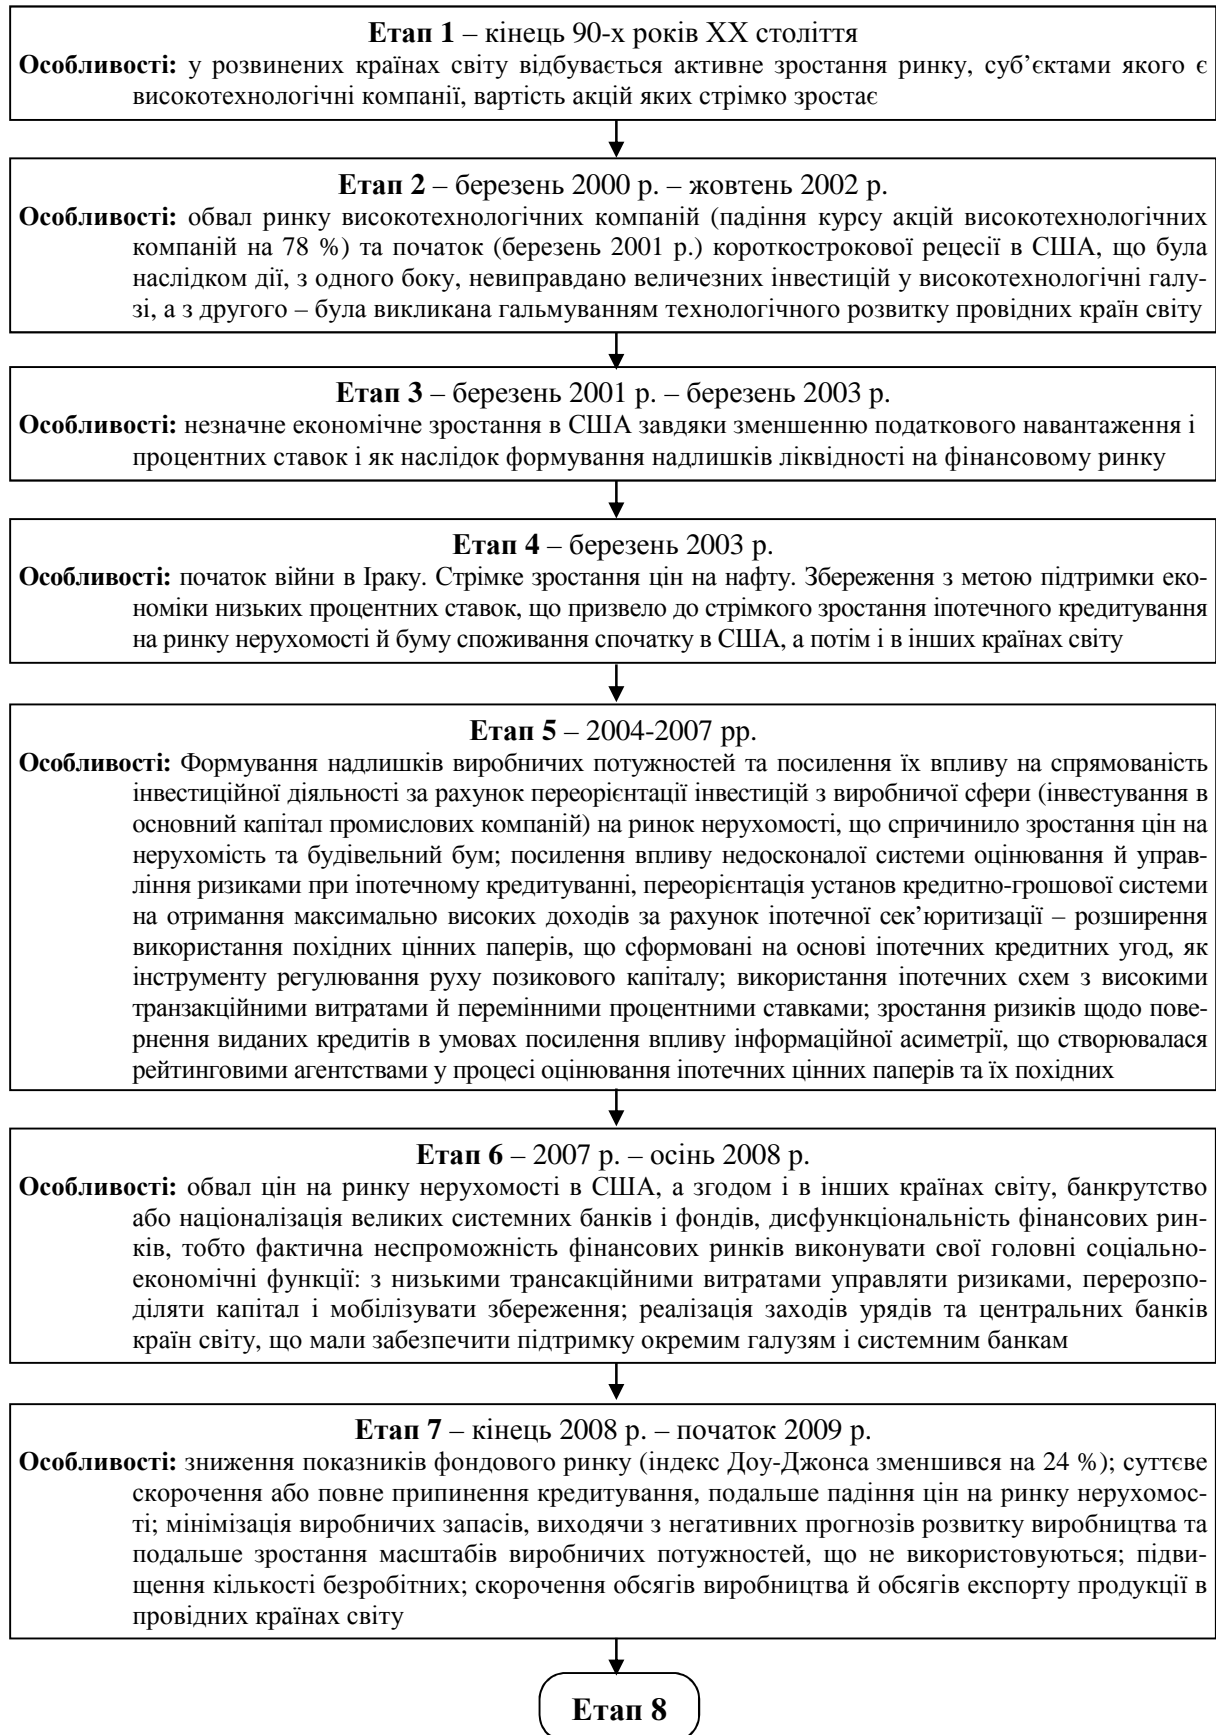 Етап 1 – кінець 90-х років ХХ століття
Особливості: у розвинених країнах світу відбувається активне зростання ринку, суб’єктами якого є
високотехнологічні компанії, вартість акцій яких стрімко зростає
Етап 2 – березень 2000 р. – жовтень 2002 р.
Особливості: обвал ринку високотехнологічних компаній (падіння курсу акцій високотехнологічних
компаній на 78 %) та початок (березень 2001 р.) короткострокової рецесії в США, що була
наслідком дії, з одного боку, невиправдано величезних інвестицій у високотехнологічні галу-
зі, а з другого – була викликана гальмуванням технологічного розвитку провідних країн світу
Етап 3 – березень 2001 р. – березень 2003 р.
Особливості: незначне економічне зростання в США завдяки зменшенню податкового навантаження і
процентних ставок і як наслідок формування надлишків ліквідності на фінансовому ринку
Етап 4 – березень 2003 р.
Особливості: початок війни в Іраку. Стрімке зростання цін на нафту. Збереження з метою підтримки еко-
номіки низьких процентних ставок, що призвело до стрімкого зростання іпотечного кредитування
на ринку нерухомості й буму споживання спочатку в США, а потім і в інших країнах світу
Етап 5 – 2004-2007 рр.
Особливості: Формування надлишків виробничих потужностей та посилення їх впливу на спрямованість
інвестиційної діяльності за рахунок переорієнтації інвестицій з виробничої сфери (інвестування в
основний капітал промислових компаній) на ринок нерухомості, що спричинило зростання цін на
нерухомість та будівельний бум; посилення впливу недосконалої системи оцінювання й управ-
ління ризиками при іпотечному кредитуванні, переорієнтація установ кредитно-грошової системи
на отримання максимально високих доходів за рахунок іпотечної сек’юритизації – розширення
використання похідних цінних паперів, що сформовані на основі іпотечних кредитних угод, як
інструменту регулювання руху позикового капіталу; використання іпотечних схем з високими
транзакційними витратами й перемінними процентними ставками; зростання ризиків щодо пове-
рнення виданих кредитів в умовах посилення впливу інформаційної асиметрії, що створювалася
рейтинговими агентствами у процесі оцінювання іпотечних цінних паперів та їх похідних
Етап 6 – 2007 р. – осінь 2008 р.
Особливості: обвал цін на ринку нерухомості в США, а згодом і в інших країнах світу, банкрутство
або націоналізація великих системних банків і фондів, дисфункціональність фінансових рин-
ків, тобто фактична неспроможність фінансових ринків виконувати свої головні соціально-
економічні функції: з низькими трансакційними витратами управляти ризиками, перерозпо-
діляти капітал і мобілізувати збереження; реалізація заходів урядів та центральних банків
країн світу, що мали забезпечити підтримку окремим галузям і системним банкам
Етап 7 – кінець 2008 р. – початок 2009 р.
Особливості: зниження показників фондового ринку (індекс Доу-Джонса зменшився на 24 %); суттєве
скорочення або повне припинення кредитування, подальше падіння цін на ринку нерухомос-
ті; мінімізація виробничих запасів, виходячи з негативних прогнозів розвитку виробництва та
подальше зростання масштабів виробничих потужностей, що не використовуються; підви-
щення кількості безробітних; скорочення обсягів виробництва й обсягів експорту продукції в
провідних країнах світу
Етап 8